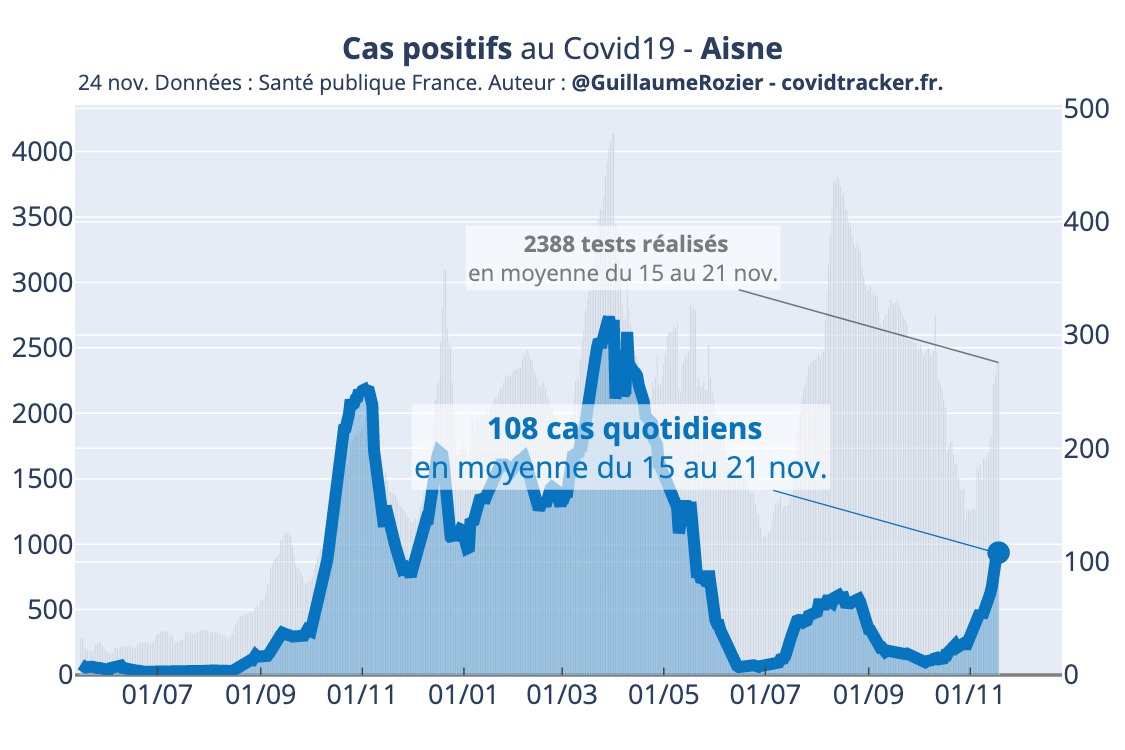 Cas positifs au Covid19 - Aisne
24 nov. Données : Santé publique France. Auteur : @GuillaumeRozier - covidtracker.fr.
500
4000
3500
400
2388 tests réalisés
en moyenne du 15 au 21 nov.
3000
300
2500
2000
108 cas quotidiens
200
en moyenne du 15 au 21 nov.
1500
1000
100
500
0
0
01/07 01/09 01/11 01/01 01/03 01/05 01/07 01/09 01/11